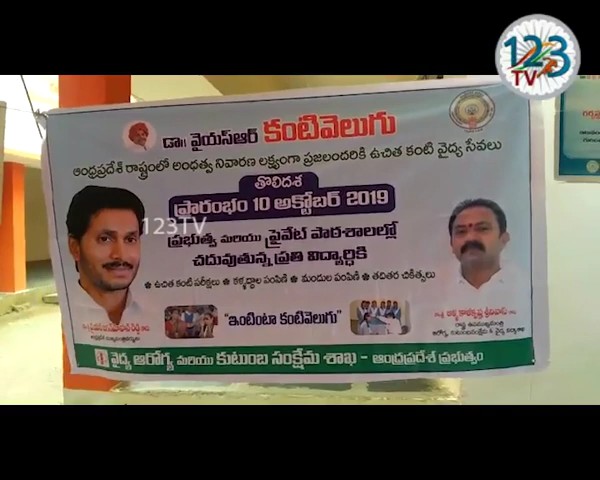 123
TV
డా॥ వైయస్ఆర్ కంటివెలుగు
ఆంధ్రప్రదేశ్ రాష్ట్రంలో అంధత్వ నివారణ లక్ష్యంగా ప్రజలందరికి ఉచిత కంటి వైద్య సేవలు
తొలిదశ
ప్రారంభం 10 అక్టోబర్ 2019
123TV
ప్రభుత్వ మరియు ప్రైవేట్ పాఠశాలల్లో
చదువుతున్న ప్రతి విద్యార్ధికి
ఉచిత కంటి పరీక్షలు కళ్ళద్దాల పంపిణి మందుల పంపిణి తదితర చికిత్సలు
"ఇంటింటా కంటివెలుగు"
వైద్య ఆరోగ్య మరియు కుటుంబ సంక్షేమ శాఖ - ఆంధ్రప్రదేశ్ ప్రభుత్వం